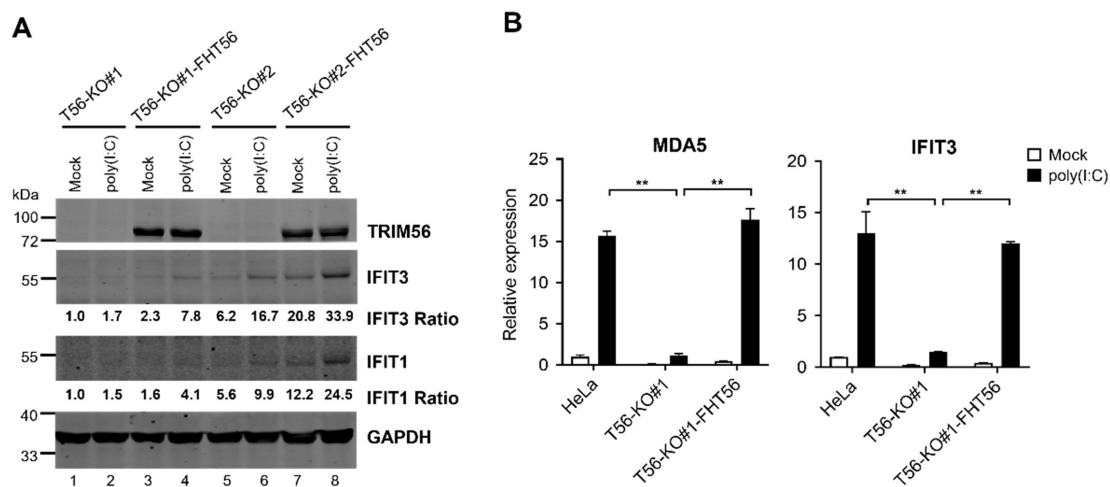 A
T56-KO#1
T56-KO#1-FHT56
T56-KO#2
T56-KO#2-FHT56
Mock
poly(I:C)
Mock
poly(I:C)
Mock
poly(I:C)
Mock
poly(I:C)
kDa
100
72
TRIM56
55
IFIT3
1.0 1.7 2.3 7.8 6.2 16.7 20.8 33.9 IFIT3 Ratio
55
IFIT1
1.0 1.5 1.6 4.1 5.6 9.9 12.2 24.5 IFIT1 Ratio
40
33
GAPDH
1 2 3 4 5 6 7 8
B
MDA5
Relative expression
25
20
15
10
5
0
**
**
HeLa
T56-KO#1
T56-KO#1-FHT56
IFIT3
20
15
10
5
0
**
**
HeLa
T56-KO#1
T56-KO#1-FHT56
Mock
poly(I:C)